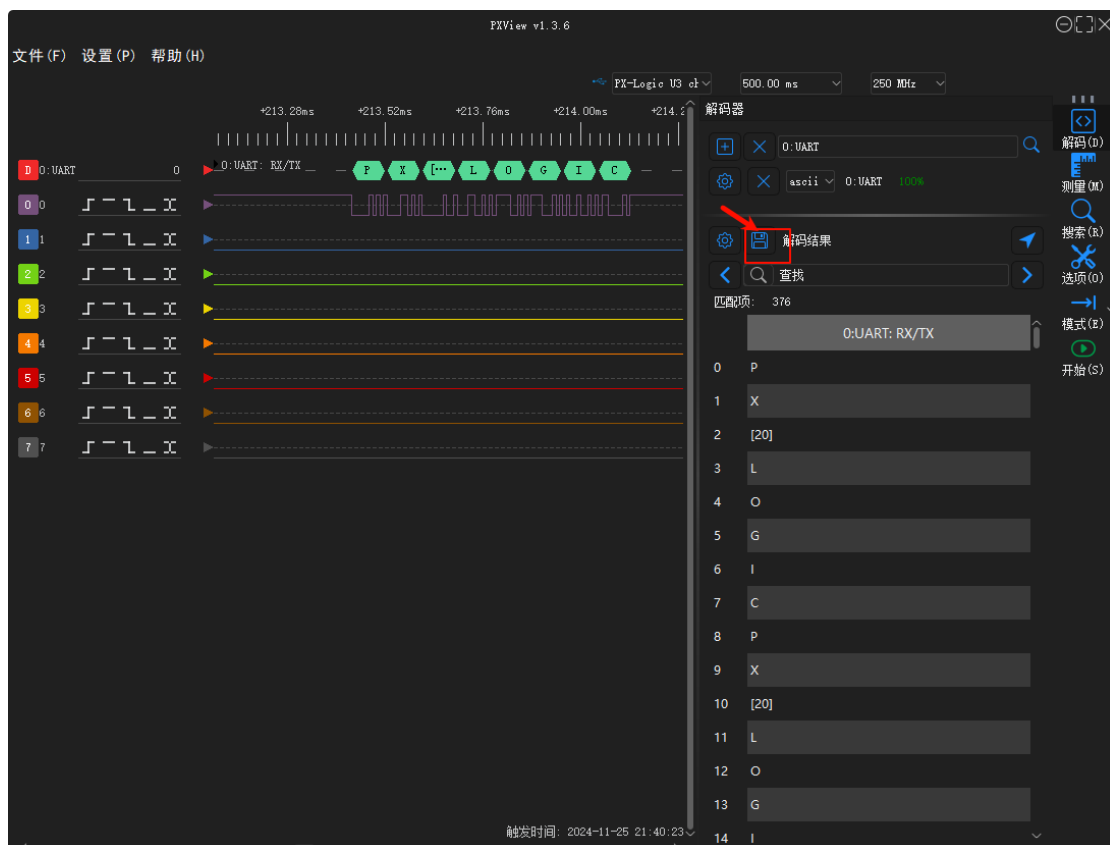 PXView v1.3.6
文件(F) 设置(P) 帮助(H)
PX-Logic U3 500.00 ms 250 MHz
+213.28ms +213.52ms +213.76ms +214.00ms +214.2
解码器
0:UART
ascii 0:UART 100%
D 0:UART 0 0:UART: RX/TX P X [… L O G I C
0 0
1 1
2 2
3 3
4 4
5 5
6 6
7 7
解码结果
查找
匹配项: 376
0:UART: RX/TX
0 P
1 X
2 [20]
3 L
4 O
5 G
6 I
7 C
8 P
9 X
10 [20]
11 L
12 O
13 G
14 I
解码(D)
测量(M)
搜索(R)
选项(O)
模式(E)
开始(S)
触发时间: 2024-11-25 21:40:23